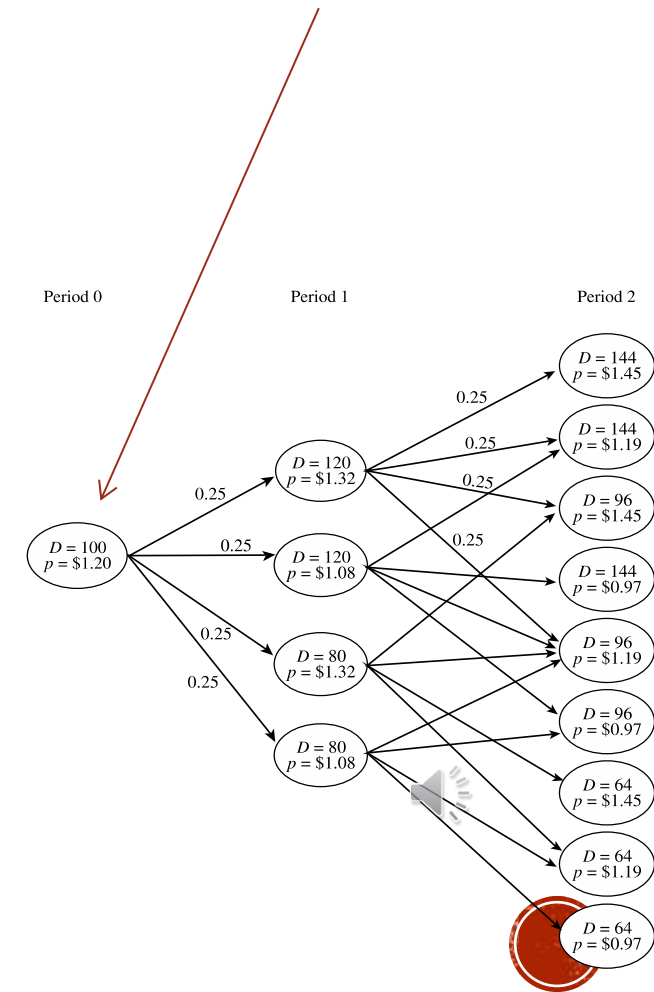 Period 0
Period 1
Period 2
D = 100
p = $1.20
0.25
0.25
0.25
0.25
D = 120
p = $1.32
D = 120
p = $1.08
D = 80
p = $1.32
D = 80
p = $1.08
0.25
0.25
0.25
0.25
D = 144
p = $1.45
D = 144
p = $1.19
D = 96
p = $1.45
D = 144
p = $0.97
D = 96
p = $1.19
D = 96
p = $0.97
D = 64
p = $1.45
D = 64
p = $1.19
D = 64
p = $0.97